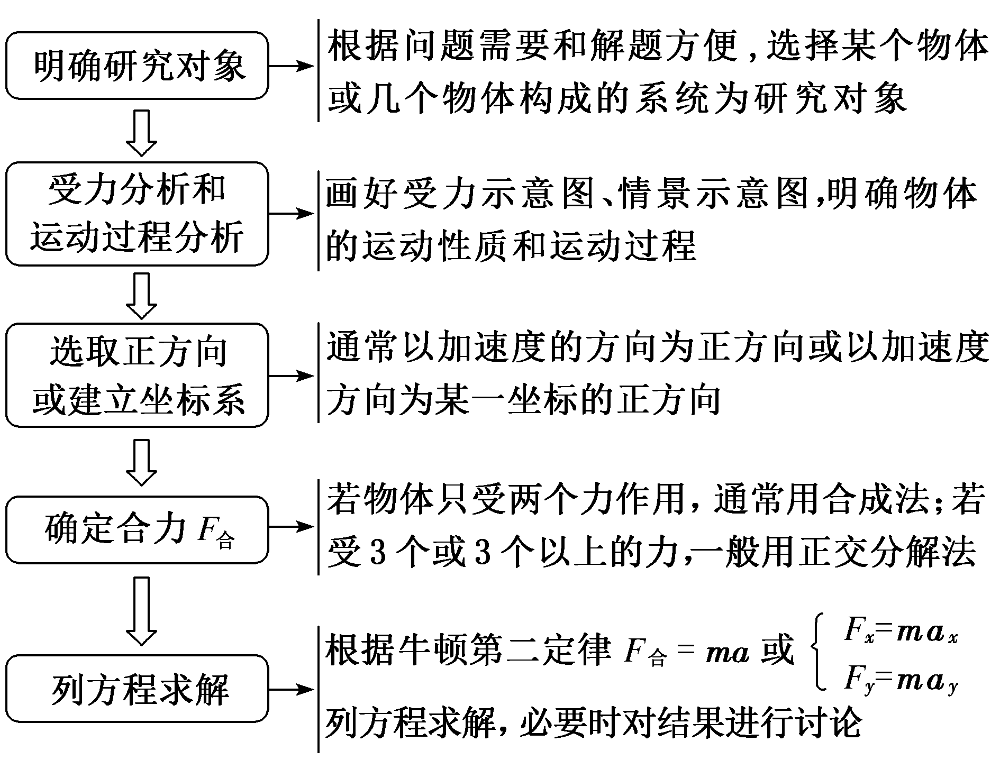 明确研究对象
根据问题需要和解题方便,选择某个物体
或几个物体构成的系统为研究对象
受力分析和
运动过程分析
画好受力示意图、情景示意图,明确物体
的运动性质和运动过程
选取正方向
或建立坐标系
通常以加速度的方向为正方向或以加速度
方向为某一坐标的正方向
确定合力 F合
若物体只受两个力作用,通常用合成法;若
受3个或3个以上的力,一般用正交分解法
列方程求解
根据牛顿第二定律 F合 = ma 或
Fx=max
Fy=may
列方程求解,必要时对结果进行讨论